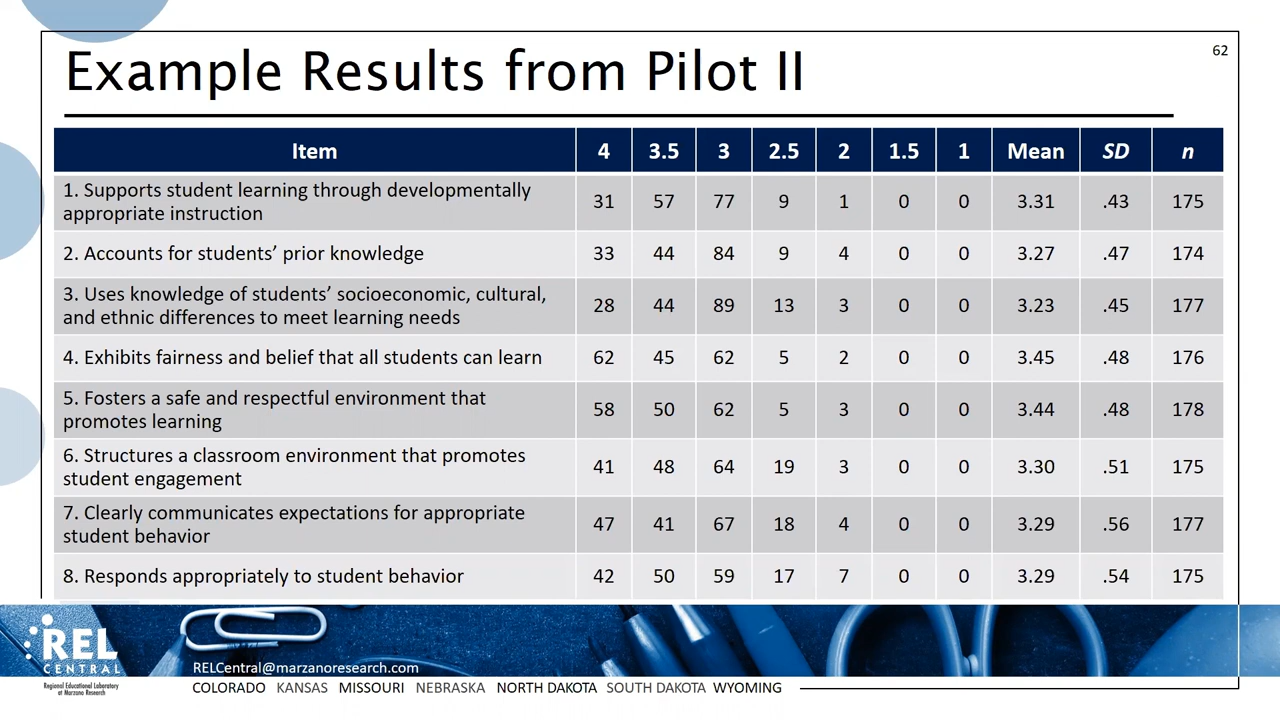 62
Example Results from Pilot II
Item 4 3.5 3 2.5 2 1.5 1 Mean SD n
1. Supports student learning through developmentally
appropriate instruction 31 57 77 9 1 0 0 3.31 .43 175
2. Accounts for students’ prior knowledge 33 44 84 9 4 0 0 3.27 .47 174
3. Uses knowledge of students’ socioeconomic, cultural,
and ethnic differences to meet learning needs 28 44 89 13 3 0 0 3.23 .45 177
4. Exhibits fairness and belief that all students can learn 62 45 62 5 2 0 0 3.45 .48 176
5. Fosters a safe and respectful environment that
promotes learning 58 50 62 5 3 0 0 3.44 .48 178
6. Structures a classroom environment that promotes
student engagement 41 48 64 19 3 0 0 3.30 .51 175
7. Clearly communicates expectations for appropriate
student behavior 47 41 67 18 4 0 0 3.29 .56 177
8. Responds appropriately to student behavior 42 50 59 17 7 0 0 3.29 .54 175
REL
CENTRAL
Regional Educational Laboratory
at Marzano Research
RELCentral@marzanoresearch.com
COLORADO KANSAS MISSOURI NEBRASKA NORTH DAKOTA SOUTH DAKOTA WYOMING